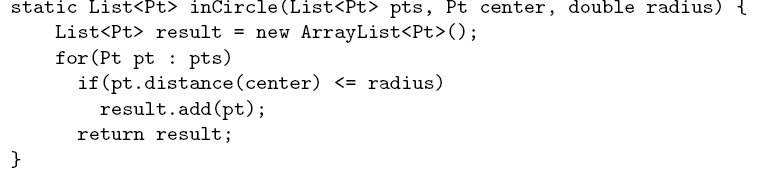 static List<Pt> inCircle(List<Pt> pts, Pt center, double radius) {
    List<Pt> result = new ArrayList<Pt>();
    for(Pt pt : pts)
      if(pt.distance(center) <= radius)
        result.add(pt);
      return result;
}